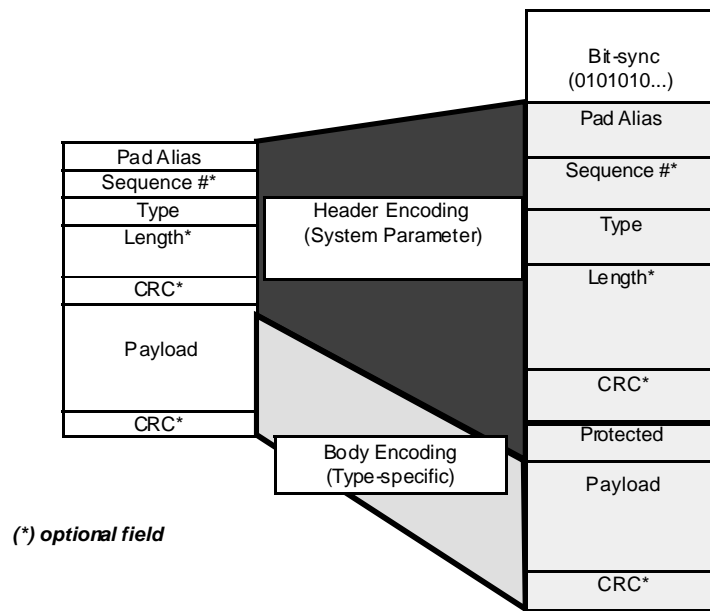 Bit-sync
(0101010...)
Pad Alias
Sequence #*
Type
Length*
CRC*
Payload
CRC*
Header Encoding
(System Parameter)
Body Encoding
(Type-specific)
Pad Alias
Sequence #*
Type
Length*
CRC*
Protected
Payload
CRC*
(*) optional field